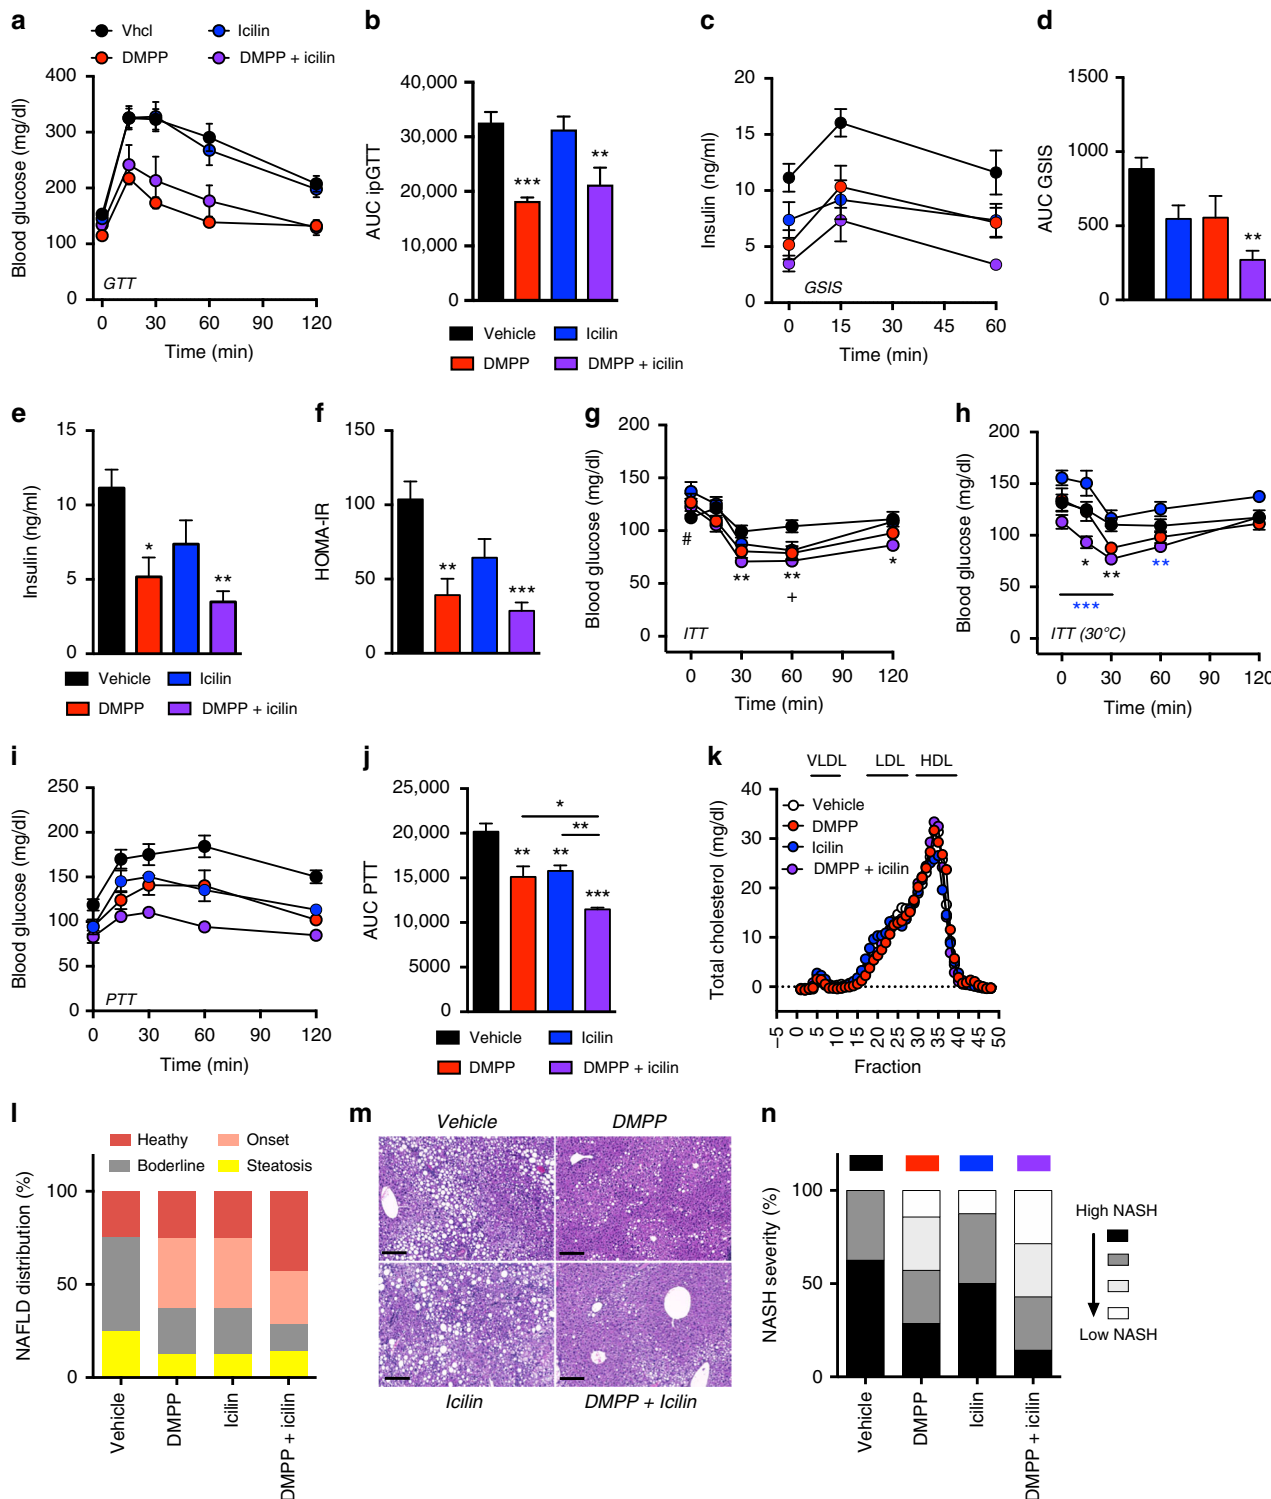 a
Vhcl
Icilin
DMPP
DMPP + icilin
Blood glucose (mg/dl)
400
300
200
100
0
GTT
0 30 60 90 120
Time (min)
b
AUC ipGTT
40,000
30,000
20,000
10,000
0
***
**
Vehicle
Icilin
DMPP
DMPP + icilin
c
Insulin (ng/ml)
20
15
10
5
0
GSIS
0 15 30 45 60
Time (min)
d
AUC GSIS
1500
1000
500
0
**
e
Insulin (ng/ml)
15
10
5
0
*
**
Vehicle
Icilin
DMPP
DMPP + icilin
f
HOMA-IR
150
100
50
0
**
***
g
Blood glucose (mg/dl)
200
150
100
50
0
#
**
**
+
*
ITT
0 30 60 90 120
Time (min)
h
Blood glucose (mg/dl)
200
150
100
50
0
*
**
**
***
ITT (30°C)
0 30 60 90 120
Time (min)
i
Blood glucose (mg/dl)
250
200
150
100
50
0
PTT
0 30 60 90 120
Time (min)
j
AUC PTT
25,000
20,000
15,000
10,000
5000
0
*
**
**
**
***
Vehicle
Icilin
DMPP
DMPP + icilin
k
VLDL LDL HDL
Total cholesterol (mg/dl)
40
30
20
10
0
Vehicle
DMPP
Icilin
DMPP + icilin
−5 0 5 10 15 20 25 30 35 40 45 50
Fraction
l
Heathy
Onset
Boderline
Steatosis
NAFLD distribution (%)
100
50
0
Vehicle
DMPP
Icilin
DMPP + icilin
m
Vehicle
DMPP
Icilin
DMPP + Icilin
n
NASH severity (%)
100
50
0
Vehicle
DMPP
Icilin
DMPP + icilin
High NASH
Low NASH